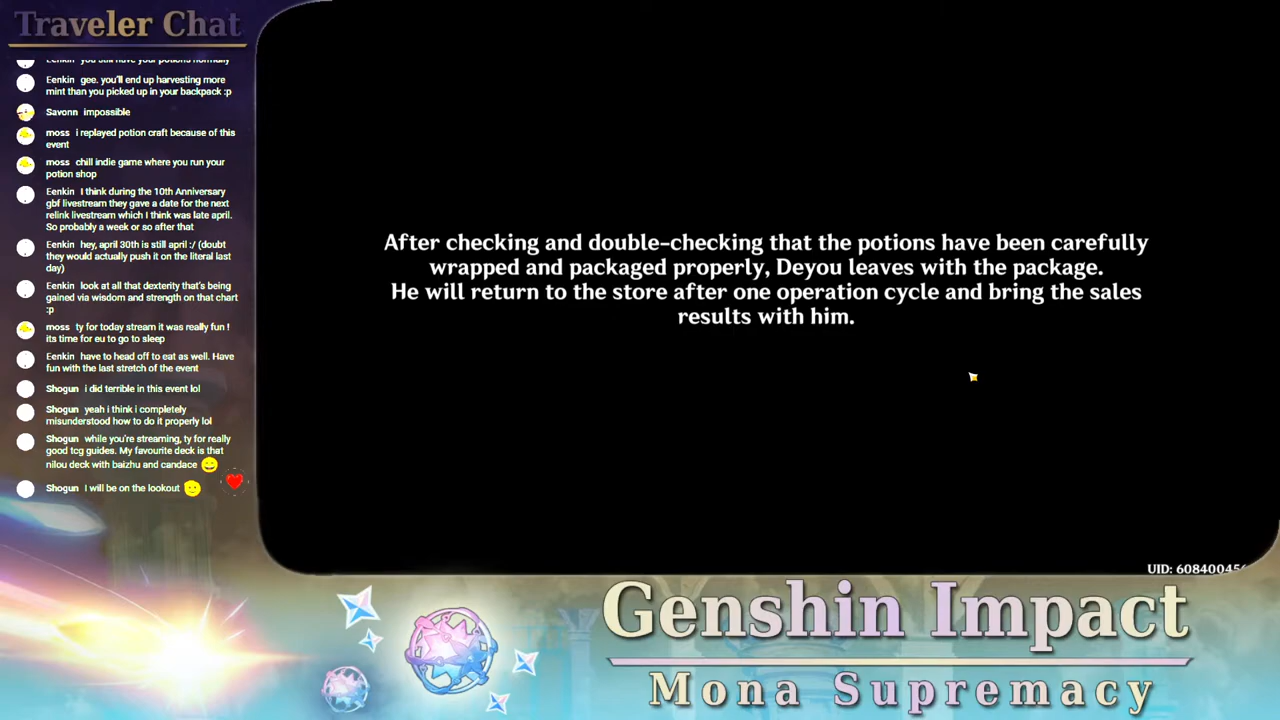 Traveler Chat
Eenkin you still have your potions normally
Eenkin gee. you'll end up harvesting more
mint than you picked up in your backpack :p
Savonn impossible
moss i replayed potion craft because of this
event
moss chill indie game where you run your
potion shop
Eenkin I think during the 10th Anniversary
gbf livestream they gave a date for the next
relink livestream which I think was late april.
So probably a week or so after that
Eenkin hey, april 30th is still april :/ (doubt
they would actually push it on the literal last
day)
Eenkin look at all that dexterity that's being
gained via wisdom and strength on that chart
:p
moss ty for today stream it was really fun !
its time for eu to go to sleep
Eenkin have to head off to eat as well. Have
fun with the last stretch of the event
Shogun i did terrible in this event lol
Shogun yeah i think i completely
misunderstood how to do it properly lol
Shogun while you're streaming, ty for really
good tcg guides. My favourite deck is that
nilou deck with baizhu and candace
Shogun I will be on the lookout
After checking and double-checking that the potions have been carefully
wrapped and packaged properly, Deyou leaves with the package.
He will return to the store after one operation cycle and bring the sales
results with him.
UID: 60840045
Genshin Impact
Mona Supremacy